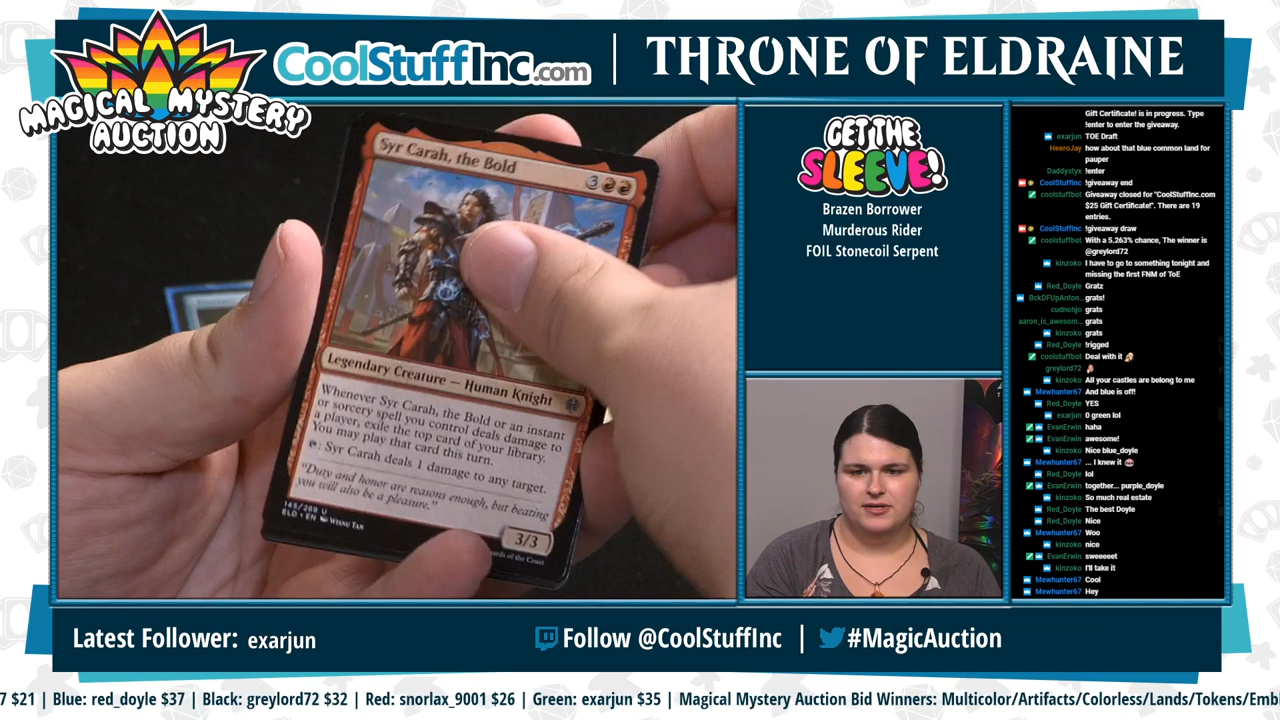 MAGICAL MYSTERY
AUCTION
CoolStuffInc.com
THRONE OF ELDRAINE
Syr Carah, the Bold
3
Legendary Creature — Human Knight
Whenever Syr Carah, the Bold or an instant
or sorcery spell you control deals damage to
a player, exile the top card of your library.
You may play that card this turn.
: Syr Carah deals 1 damage to any target.
"Duty and honor are reasons enough, but beating
you will also be a pleasure."
145/269 U
ELD • EN Wisnu Tan
3/3
GET THE
SLEEVE!
Brazen Borrower
Murderous Rider
FOIL Stonecoil Serpent
Gift Certificate! is in progress. Type
!enter to enter the giveaway.
exarjun TOE Draft
HeeroJay how about that blue common land for
pauper
Daddystyx !enter
CoolStuffInc !giveaway end
coolstuffbot Giveaway closed for "CoolStuffInc.com
$25 Gift Certificate!". There are 19
entries.
CoolStuffInc !giveaway draw
coolstuffbot With a 5.263% chance, The winner is
@greylord72
kinzoko I have to go to something tonight and
missing the first FNM of ToE
Red_Doyle Gratz
BckDFUpAnton... grats!
cudnohjo grats
aaron_is_awesom... grats
kinzoko grats
Red_Doyle !rigged
coolstuffbot Deal with it
greylord72
kinzoko All your castles are belong to me
Mewhunter67 And blue is off!
Red_Doyle YES
exarjun 0 green lol
EvanErwin haha
EvanErwin awesome!
kinzoko Nice blue_doyle
Mewhunter67 ... I knew it
Red_Doyle lol
EvanErwin together... purple_doyle
kinzoko So much real estate
Red_Doyle The best Doyle
Red_Doyle Nice
Mewhunter67 Woo
kinzoko nice
EvanErwin sweeeeet
kinzoko I'll take it
Mewhunter67 Cool
Mewhunter67 Hey
Latest Follower: exarjun
Follow @CoolStuffInc | #MagicAuction
7 $21 | Blue: red_doyle $37 | Black: greylord72 $32 | Red: snorlax_9001 $26 | Green: exarjun $35 | Magical Mystery Auction Bid Winners: Multicolor/Artifacts/Colorless/Lands/Tokens/Emb